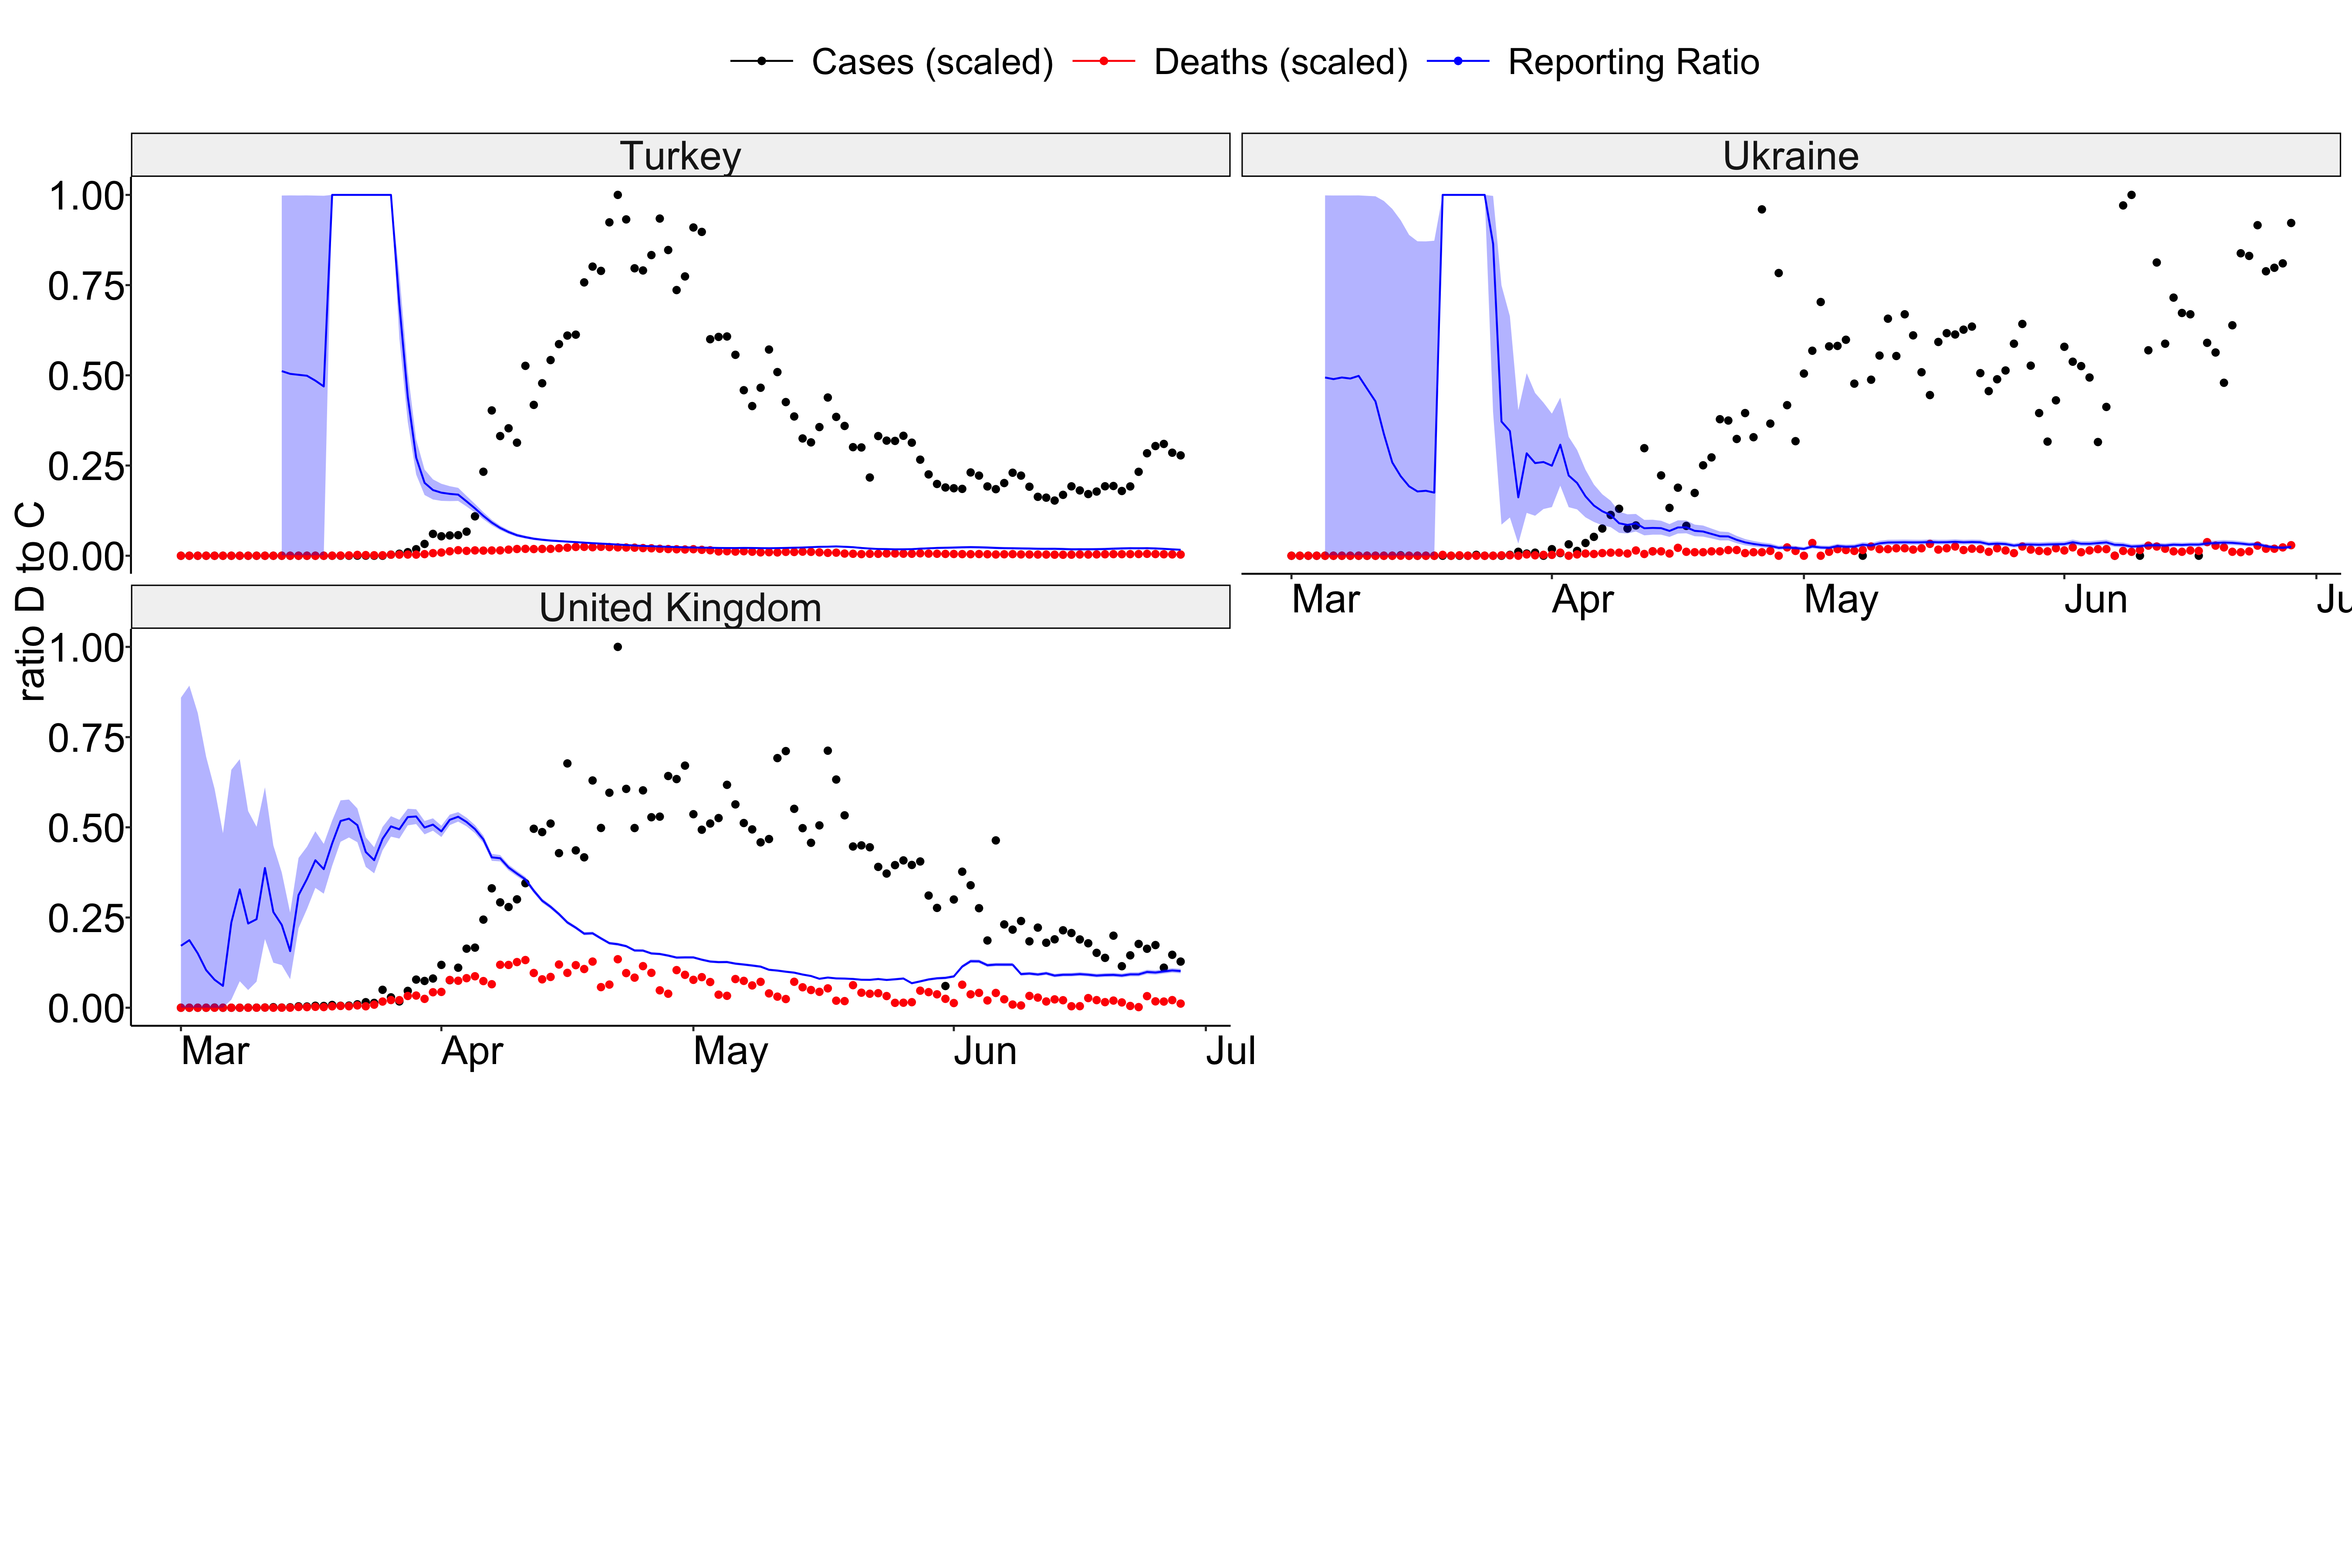 Cases (scaled) Deaths (scaled) Reporting Ratio
Turkey Ukraine
1.00
0.75
0.50
0.25
0.00
Mar Apr May Jun Ju
ratio D to C
United Kingdom
1.00
0.75
0.50
0.25
0.00
Mar Apr May Jun Jul